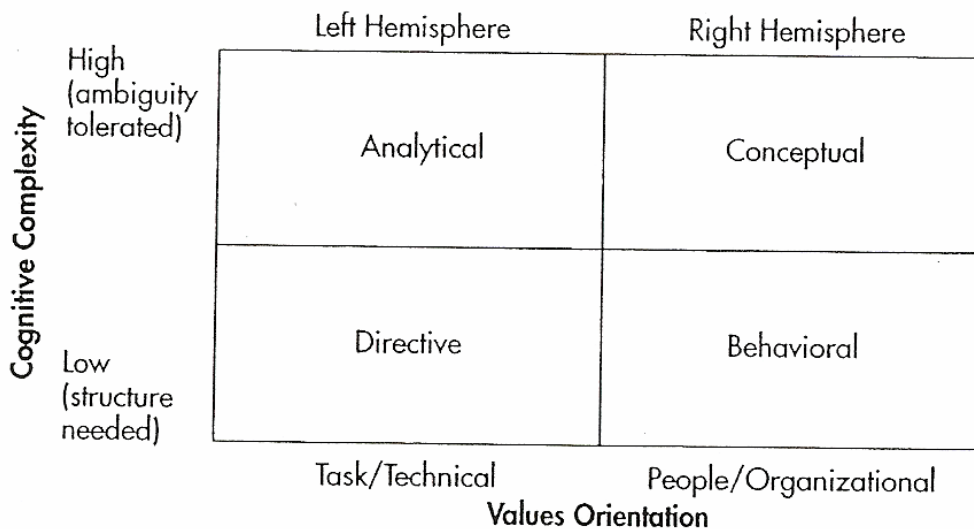 Left Hemisphere
Right Hemisphere
High
(ambiguity
tolerated)
Analytical
Conceptual
Cognitive Complexity
Directive
Behavioral
Low
(structure
needed)
Task/Technical
People/Organizational
Values Orientation